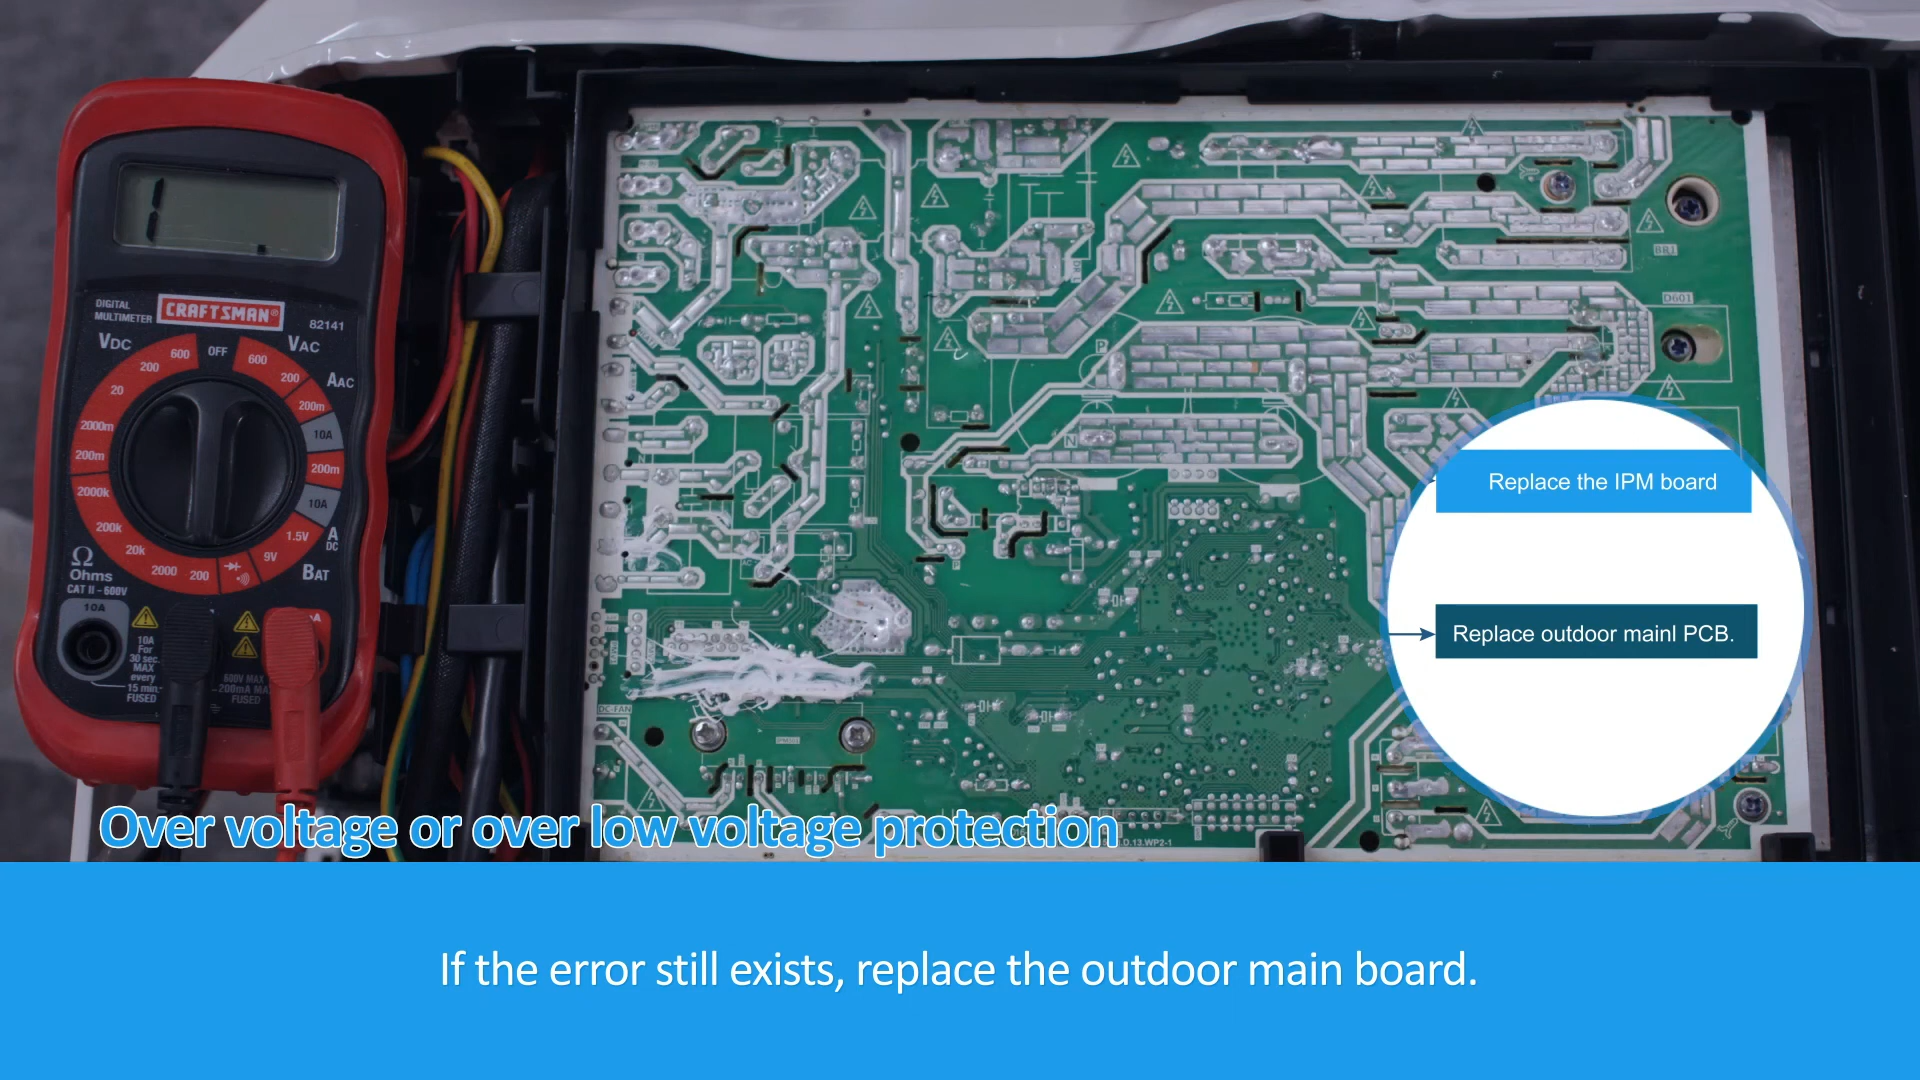 DIGITAL
MULTIMETER
CRAFTSMAN®
82141
VDC
VAC
600
OFF
600
200
200
AAC
20
200m
2000m
10A
200m
200m
2000k
10A
200k
1.5V
A
DC
20k
9V
BAT
2000
200
Ω
Ohms
CAT II - 600V
10A
10A
For
30 sec.
MAX
every
15 min.
FUSED
600V MAX
200mA MAX
FUSED
BR1
D601
P
N
DC-FAN
D.13.WP2-1
Replace the IPM board
Replace outdoor mainl PCB.
Over voltage or over low voltage protection
If the error still exists, replace the outdoor main board.